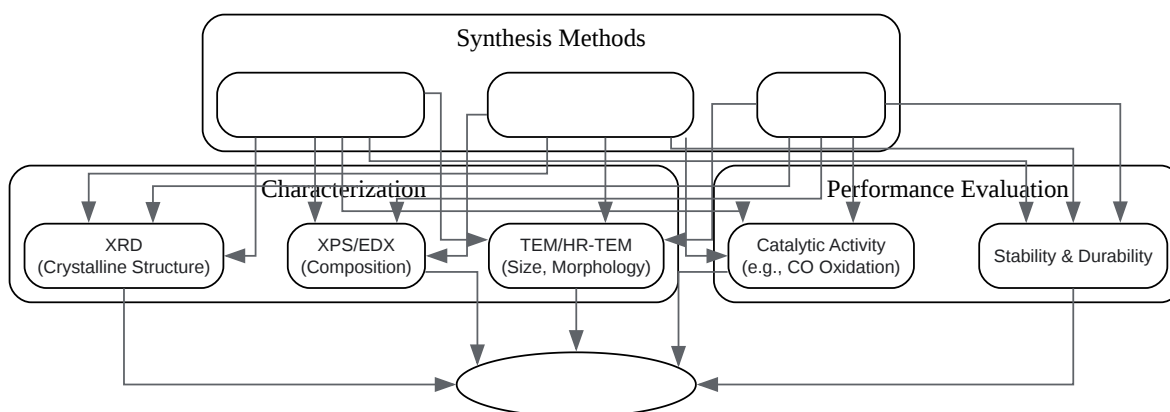 Synthesis Methods
Characterization
Performance Evaluation
XRD
(Crystalline Structure)
XPS/EDX
(Composition)
TEM/HR-TEM
(Size, Morphology)
Catalytic Activity
(e.g., CO Oxidation)
Stability & Durability